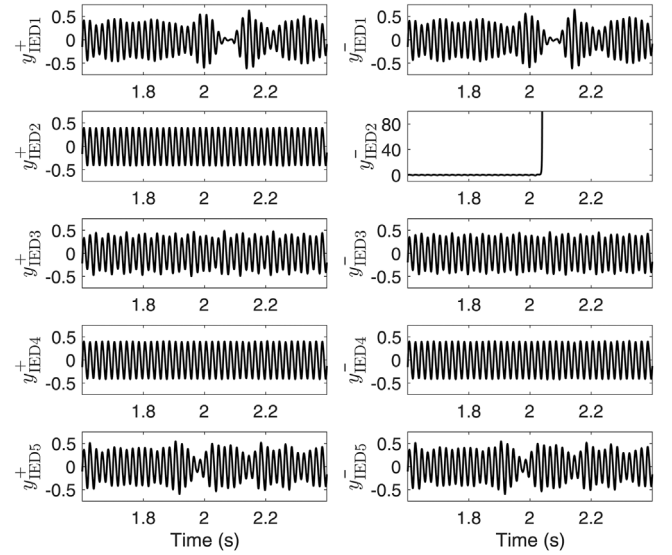 y+IED1 0.5 0 -0.5 1.8 2 2.2
y−IED1 0.5 0 -0.5 1.8 2 2.2
y+IED2 0.5 0 -0.5 1.8 2 2.2
y−IED2 80 40 0 1.8 2 2.2
y+IED3 0.5 0 -0.5 1.8 2 2.2
y−IED3 0.5 0 -0.5 1.8 2 2.2
y+IED4 0.5 0 -0.5 1.8 2 2.2
y−IED4 0.5 0 -0.5 1.8 2 2.2
y+IED5 0.5 0 -0.5 1.8 2 2.2
Time (s)
y−IED5 0.5 0 -0.5 1.8 2 2.2
Time (s)